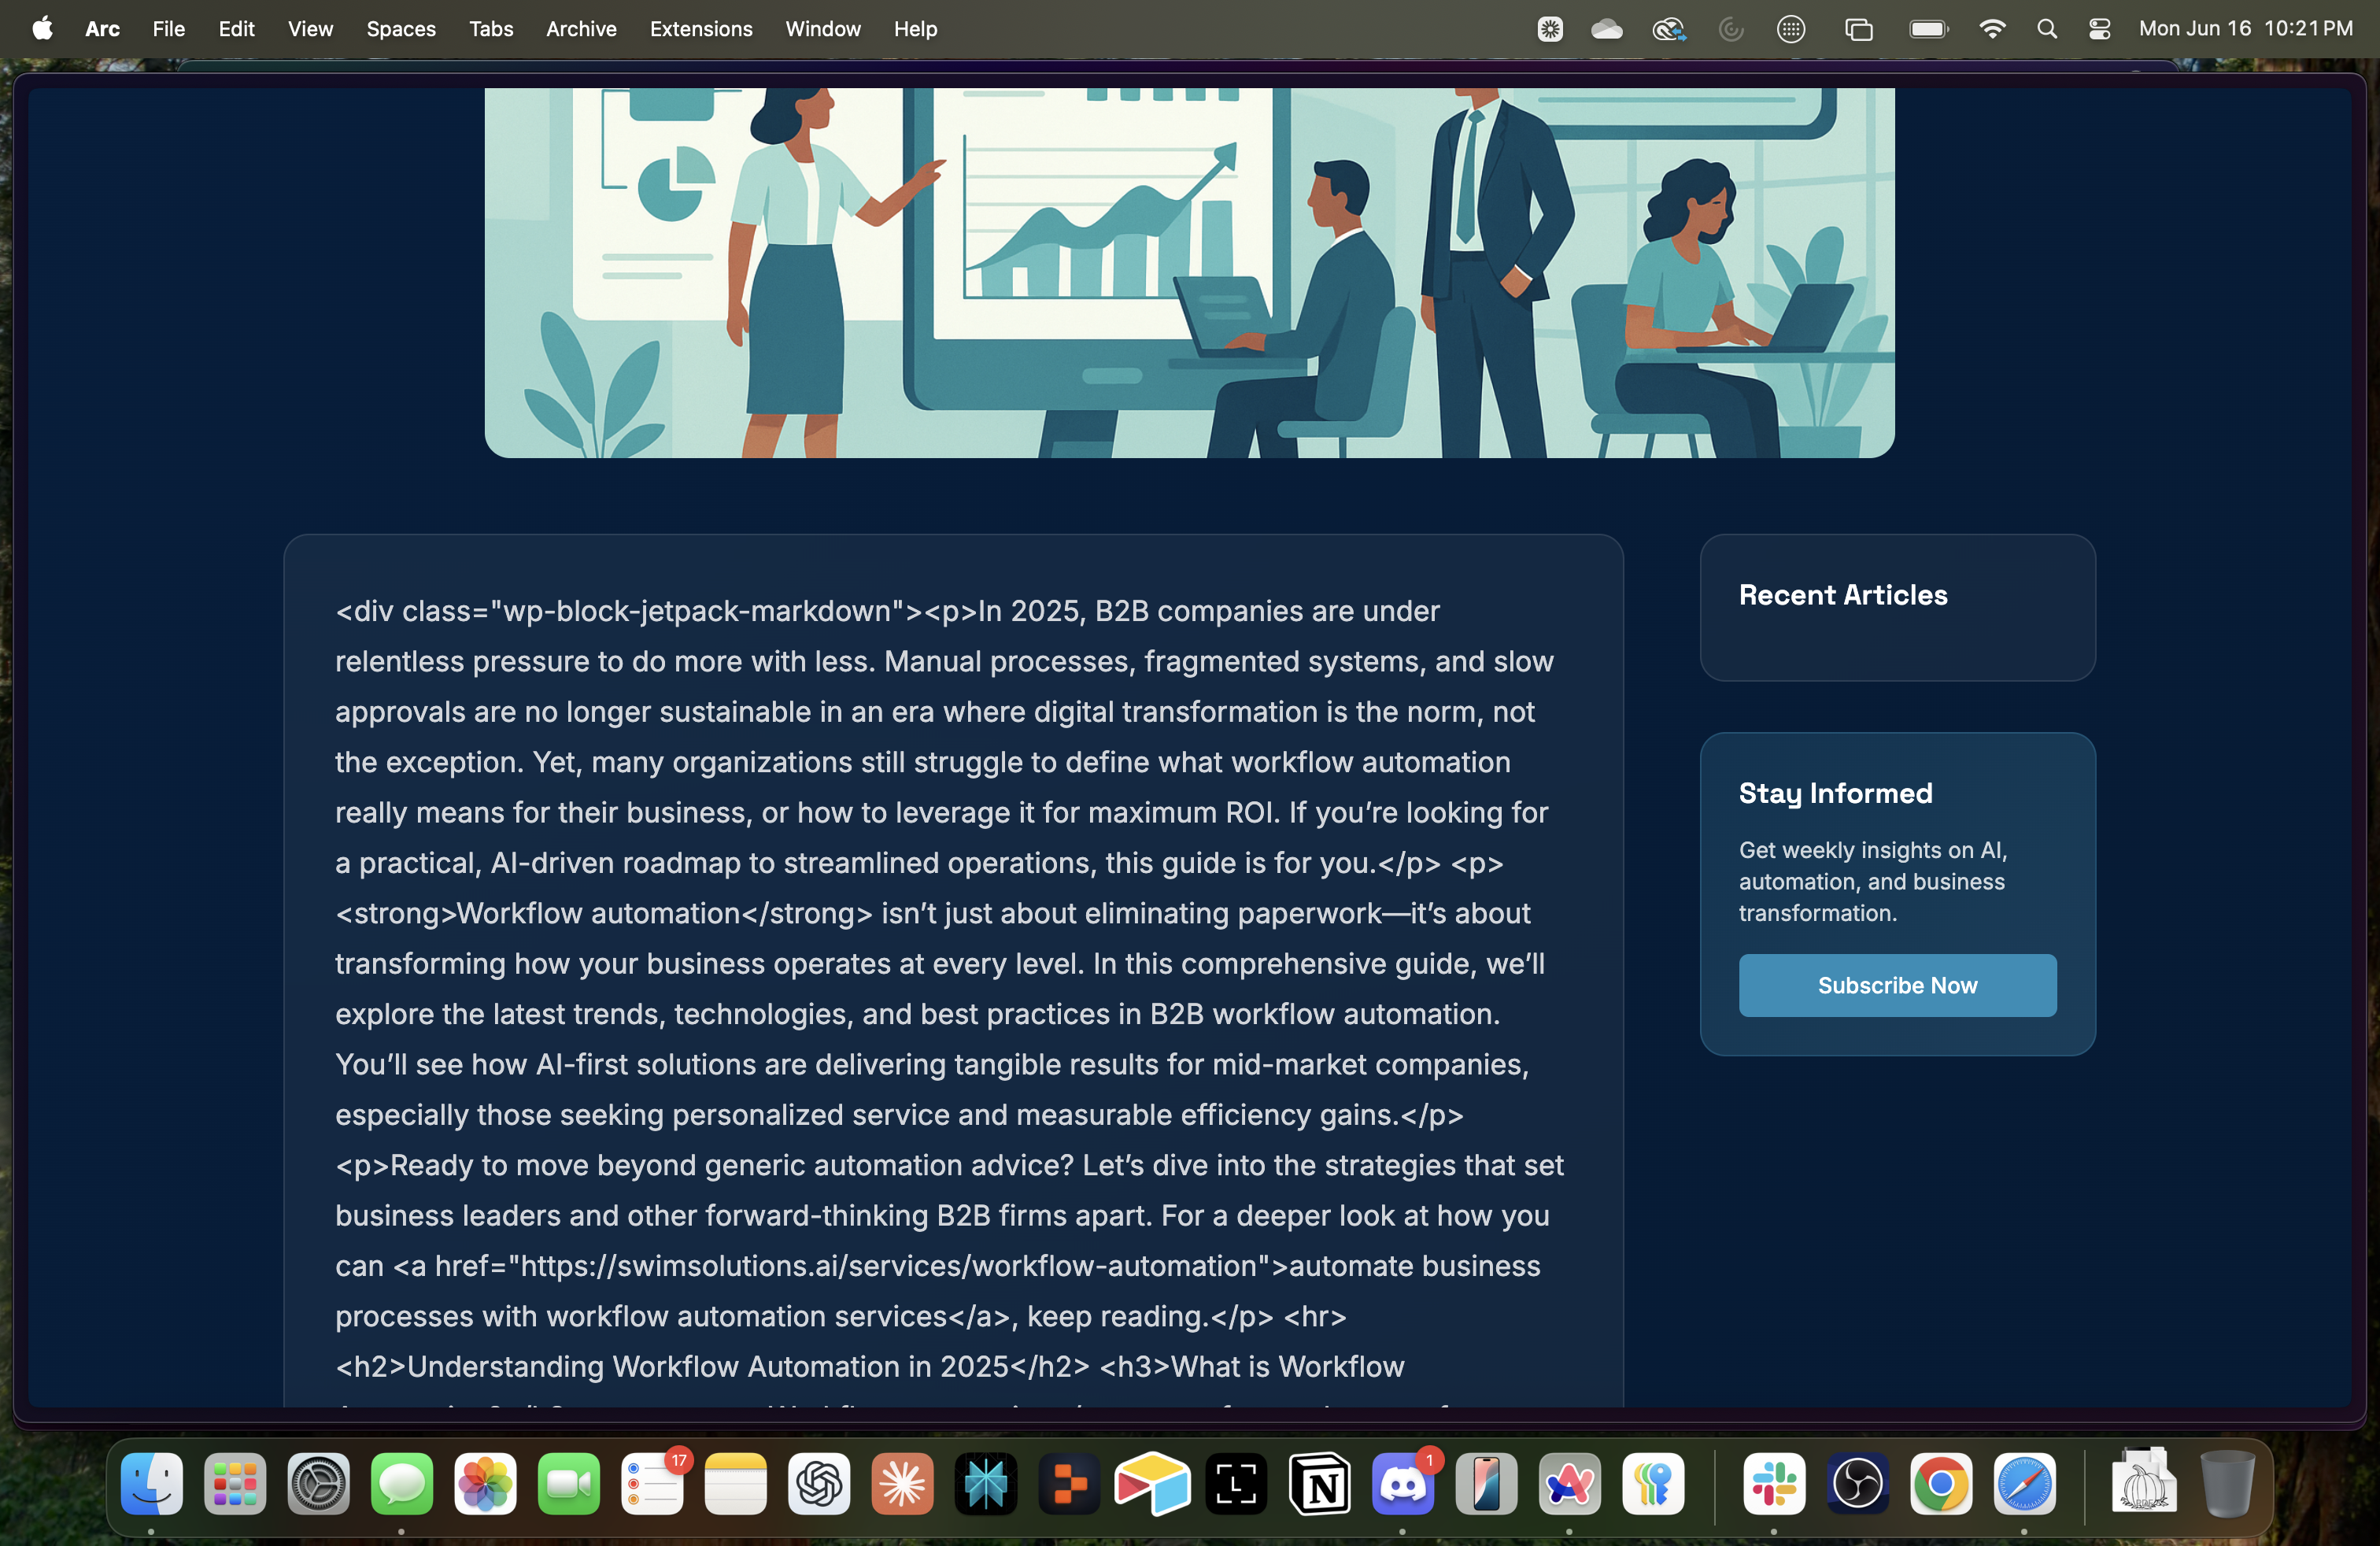 Arc File Edit View Spaces Tabs Archive Extensions Window Help Mon Jun 16 10:21 PM
<div class="wp-block-jetpack-markdown"><p>In 2025, B2B companies are under
relentless pressure to do more with less. Manual processes, fragmented systems, and slow
approvals are no longer sustainable in an era where digital transformation is the norm, not
the exception. Yet, many organizations still struggle to define what workflow automation
really means for their business, or how to leverage it for maximum ROI. If you’re looking for
a practical, AI-driven roadmap to streamlined operations, this guide is for you.</p> <p>
<strong>Workflow automation</strong> isn’t just about eliminating paperwork—it’s about
transforming how your business operates at every level. In this comprehensive guide, we’ll
explore the latest trends, technologies, and best practices in B2B workflow automation.
You’ll see how AI-first solutions are delivering tangible results for mid-market companies,
especially those seeking personalized service and measurable efficiency gains.</p>
<p>Ready to move beyond generic automation advice? Let’s dive into the strategies that set
business leaders and other forward-thinking B2B firms apart. For a deeper look at how you
can <a href="https://swimsolutions.ai/services/workflow-automation">automate business
processes with workflow automation services</a>, keep reading.</p> <hr>
<h2>Understanding Workflow Automation in 2025</h2> <h3>What is Workflow
Recent Articles
Stay Informed
Get weekly insights on AI,
automation, and business
transformation.
Subscribe Now
17
1